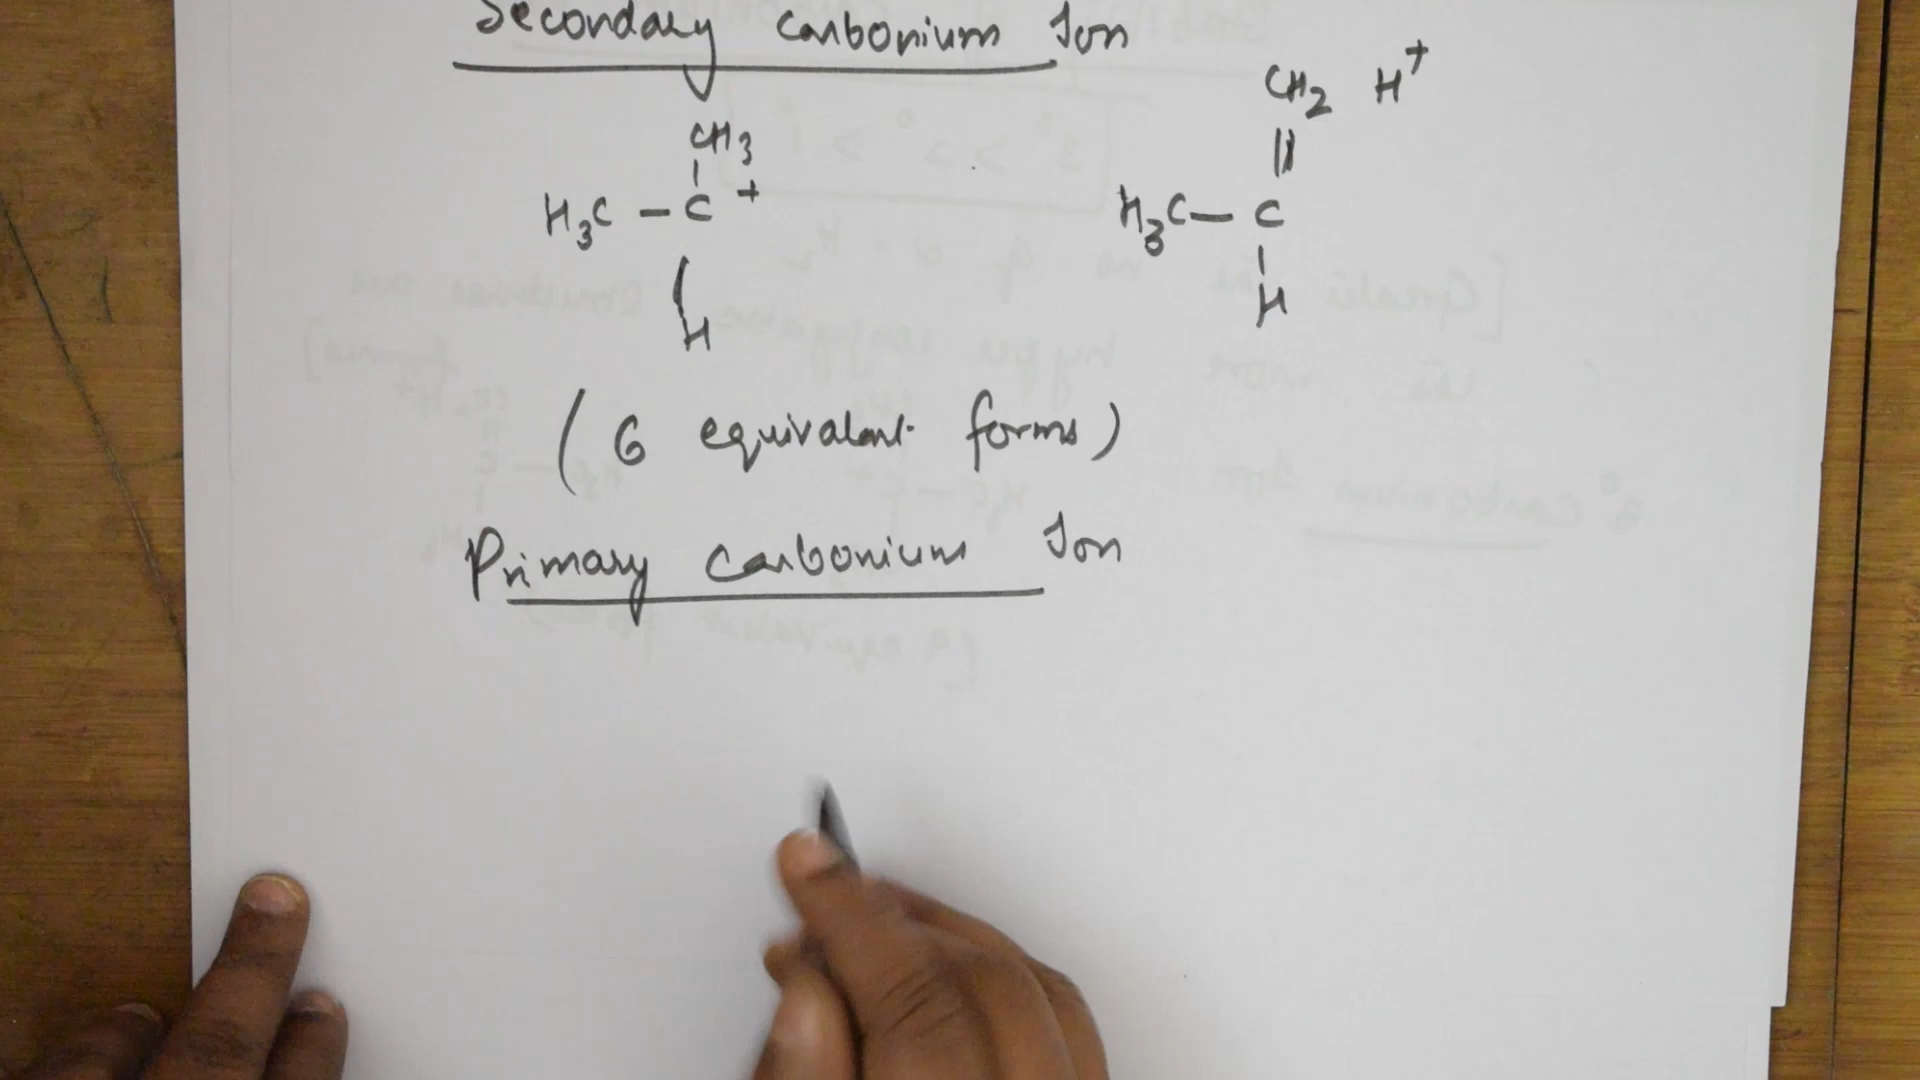 Secondary carbonium Ion
CH3
H3C - C +
H
CH2 H+
||
H3C - C
|
H
( 6 equivalent forms )
Primary carbonium Ion